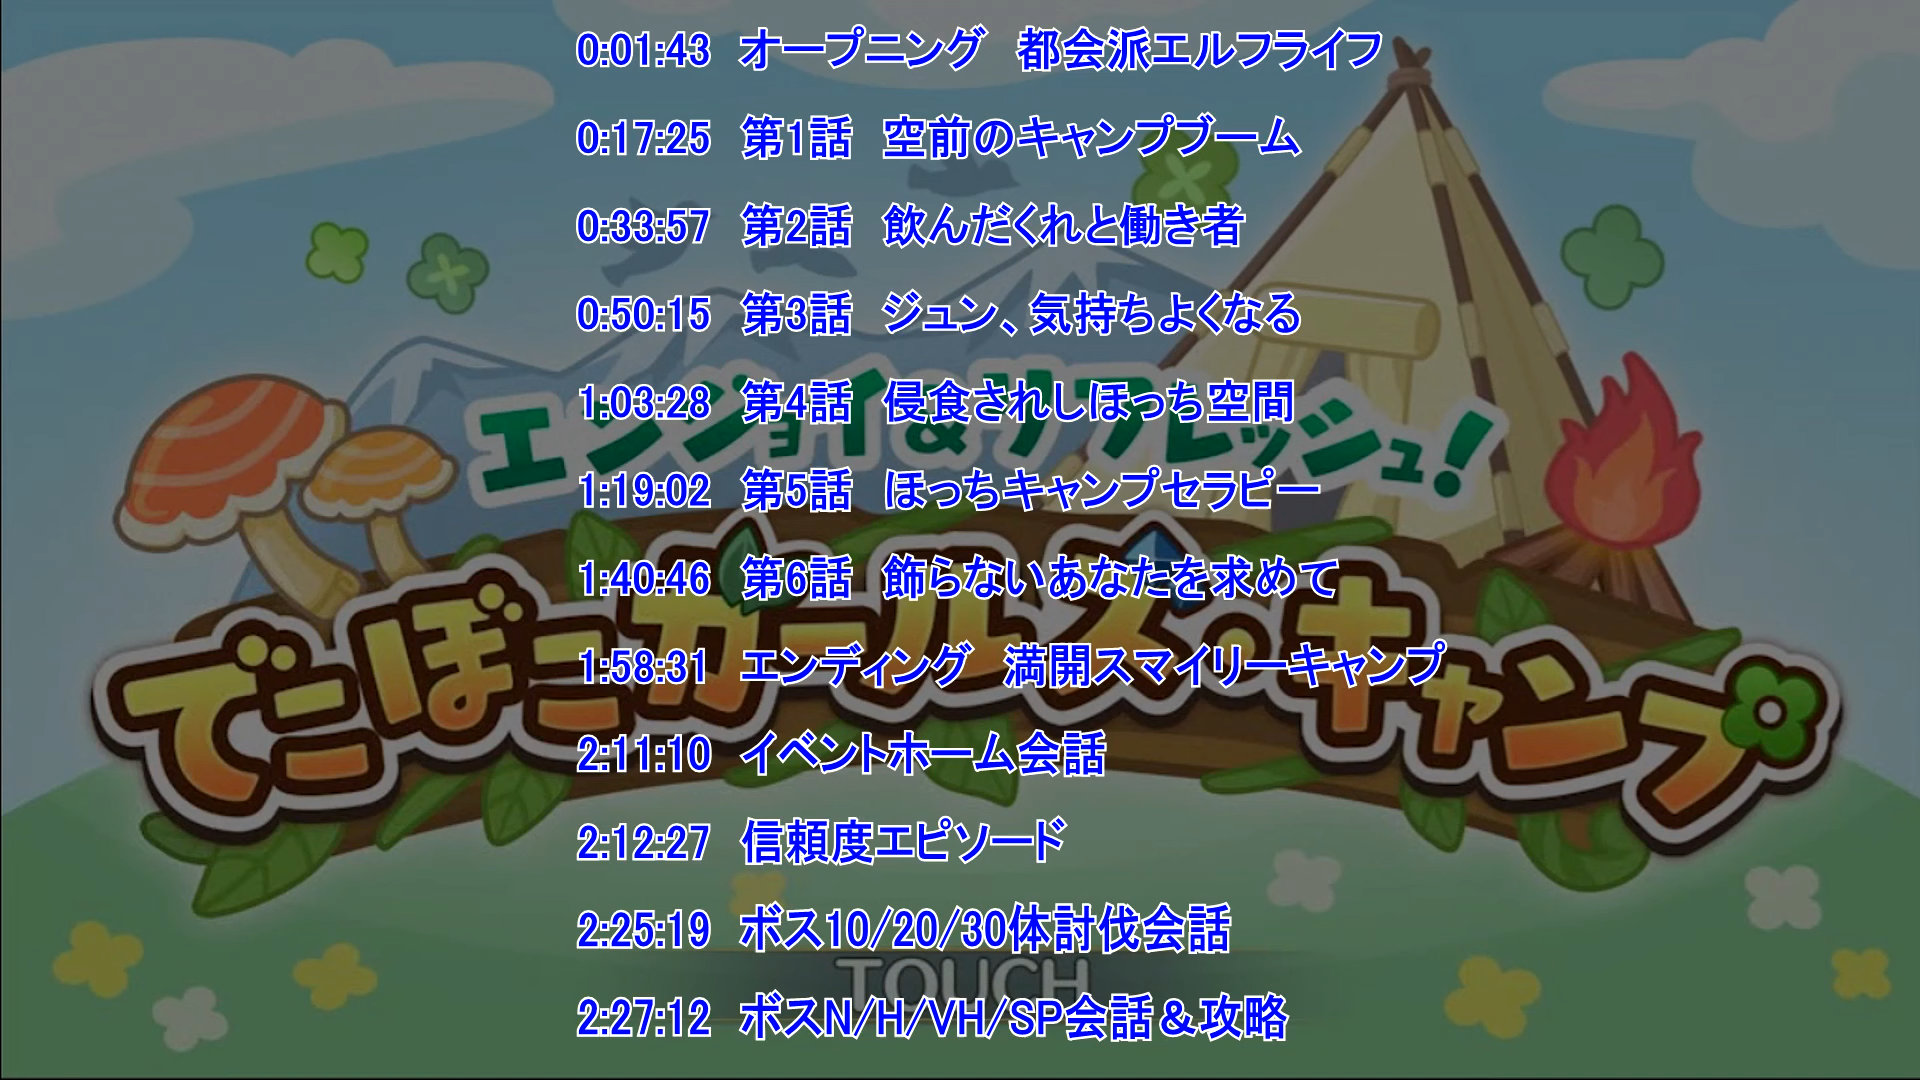 0:01:43　オープニング　都会派エルフライフ
0:17:25　第1話　空前のキャンプブーム
0:33:57　第2話　飲んだくれと働き者
0:50:15　第3話　ジュン、気持ちよくなる
1:03:28　第4話　侵食されしぼっち空間
エンジョイ&リフレッシュ!
1:19:02　第5話　ぼっちキャンプセラピー
1:40:46　第6話　飾らないあなたを求めて
でこぼこガールズ・キャンプ
1:58:31　エンディング　満開スマイリーキャンプ
2:11:10　イベントホーム会話
2:12:27　信頼度エピソード
2:25:19　ボス10/20/30体討伐会話
TOUCH
2:27:12　ボスN/H/VH/SP会話＆攻略